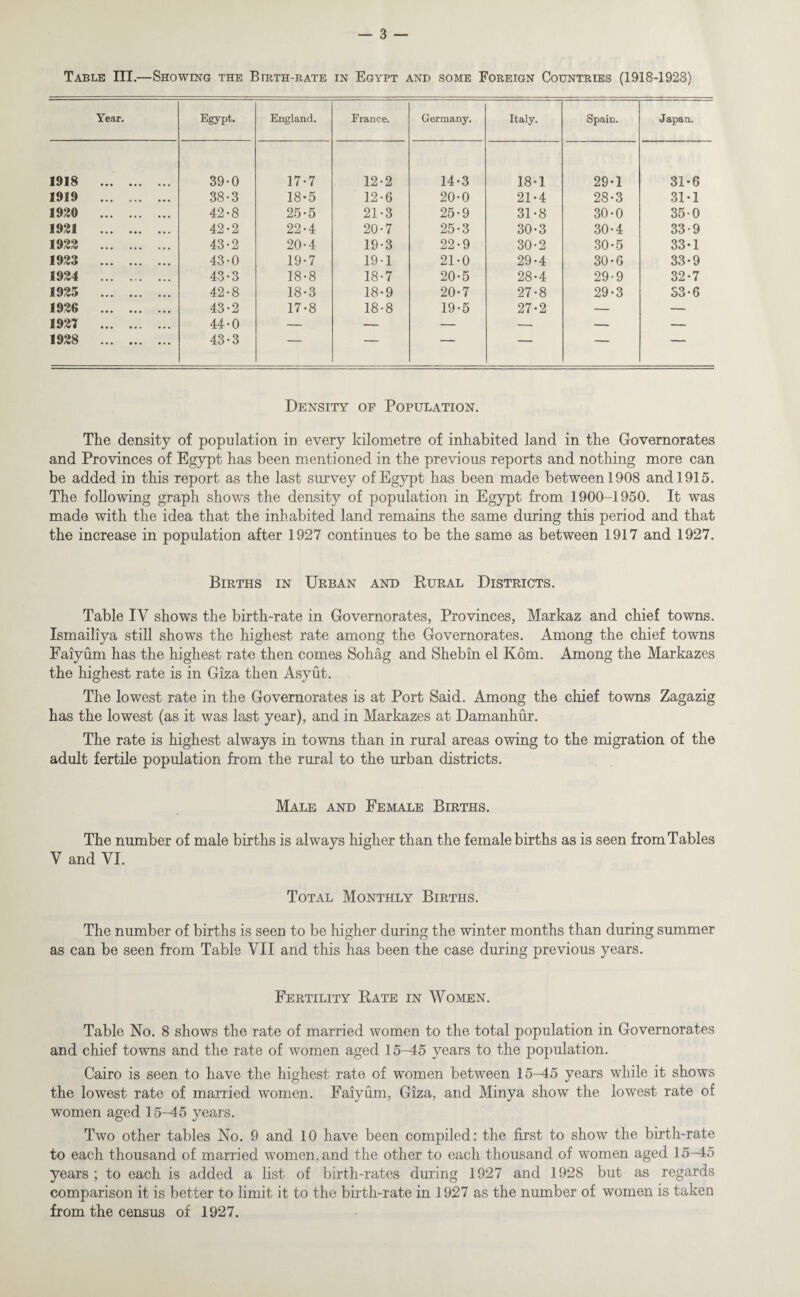 — 3 —
Table III.—Showing the Birth-rate in Egypt and some Foreign Countries (1918-1928)
Year. Egypt. England. France. Germany. Italy. Spain. Japan.
1918 ... ... ... 39·0 17·7 12·2 14·3 18·1 29·1 31·6
1919 ... ... ... 38·3 18·5 12·6 20·0 21·4 28·3 31·1
1920 ... ... ... 42·8 25·5 21·3 25·9 31·8 30·0 35·0
1921 ... ... ... 42·2 22·4 20·7 25·3 30·3 30·4 33·9
1922 ... ... ... 43·2 20·4 19·3 22·9 30·2 30·5 33·1
1923 ... ... ... 43·0 19·7 19·1 21·0 29·4 30·6 33·9
1924 ... ... ... 43·3 18·8 18·7 20·5 28·4 29·9 32·7
1925 ... ... ... 42·8 18·3 18·9 20·7 27·8 29·3 53·6
1926 ... ... ... 43·2 17·8 18·8 19·5 27·2 — —
1927 ... ... ... 44·0 — — — — — —
1928 ... ... ... 43·3 — — — — — —
Density of Population.
The density of population in every kilometre of inhabited land in the Governorates
and Provinces of Egypt has been mentioned in the previous reports and nothing more can
be added in this report as the last survey of Egypt has been made between 1908 and 1915.
The following graph shows the density of population in Egypt from 1900-1950. It was
made with the idea that the inhabited land remains the same during this period and that
the increase in population after 1927 continues to be the same as between 1917 and 1927.
Births in Urban and Rural Districts.
Table IV shows the birth-rate in Governorates, Provinces, Markaz and chief towns.
Ismailîya still shows the highest rate among the Governorates. Among the chief towns
Faiyûm has the highest rate then comes Sohâg and Shebîn el Kôm. Among the Markazes
the highest rate is in Gîza then Asyût.
The lowest rate in the Governorates is at Port Said. Among the chief towns Zagazig
has the lowest (as it was last year), and in Markazes at Damanhûr.
The rate is highest always in towns than in rural areas owing to the migration of the
adult fertile population from the rural to the urban districts.
Male and Female Births.
The number of male births is always higher than the female births as is seen from Tables
V and VI.
Total Monthly Births.
The number of births is seen to be higher during the winter months than during summer
as can be seen from Table VII and this has been the case during previous years.
Fertility Rate in Women.
Table No. 8 shows the rate of married women to the total population in Governorates
and chief towns and the rate of women aged 15-45 years to the population.
Cairo is seen to have the highest rate of women between 15-45 years while it shows
the lowest rate of married women. Faiyûm, Gîza, and Minya show the lowest rate of
women aged 15-45 years.
Two other tables No. 9 and 10 have been compiled: the first to show the birth-rate
to each thousand of married women, and the other to each thousand of women aged 15-45
years ; to each is added a list of birth-rates during 1927 and 1928 but as regards
comparison it is better to limit it to the birth-rate in 1927 as the number of women is taken
from the census of 1927.